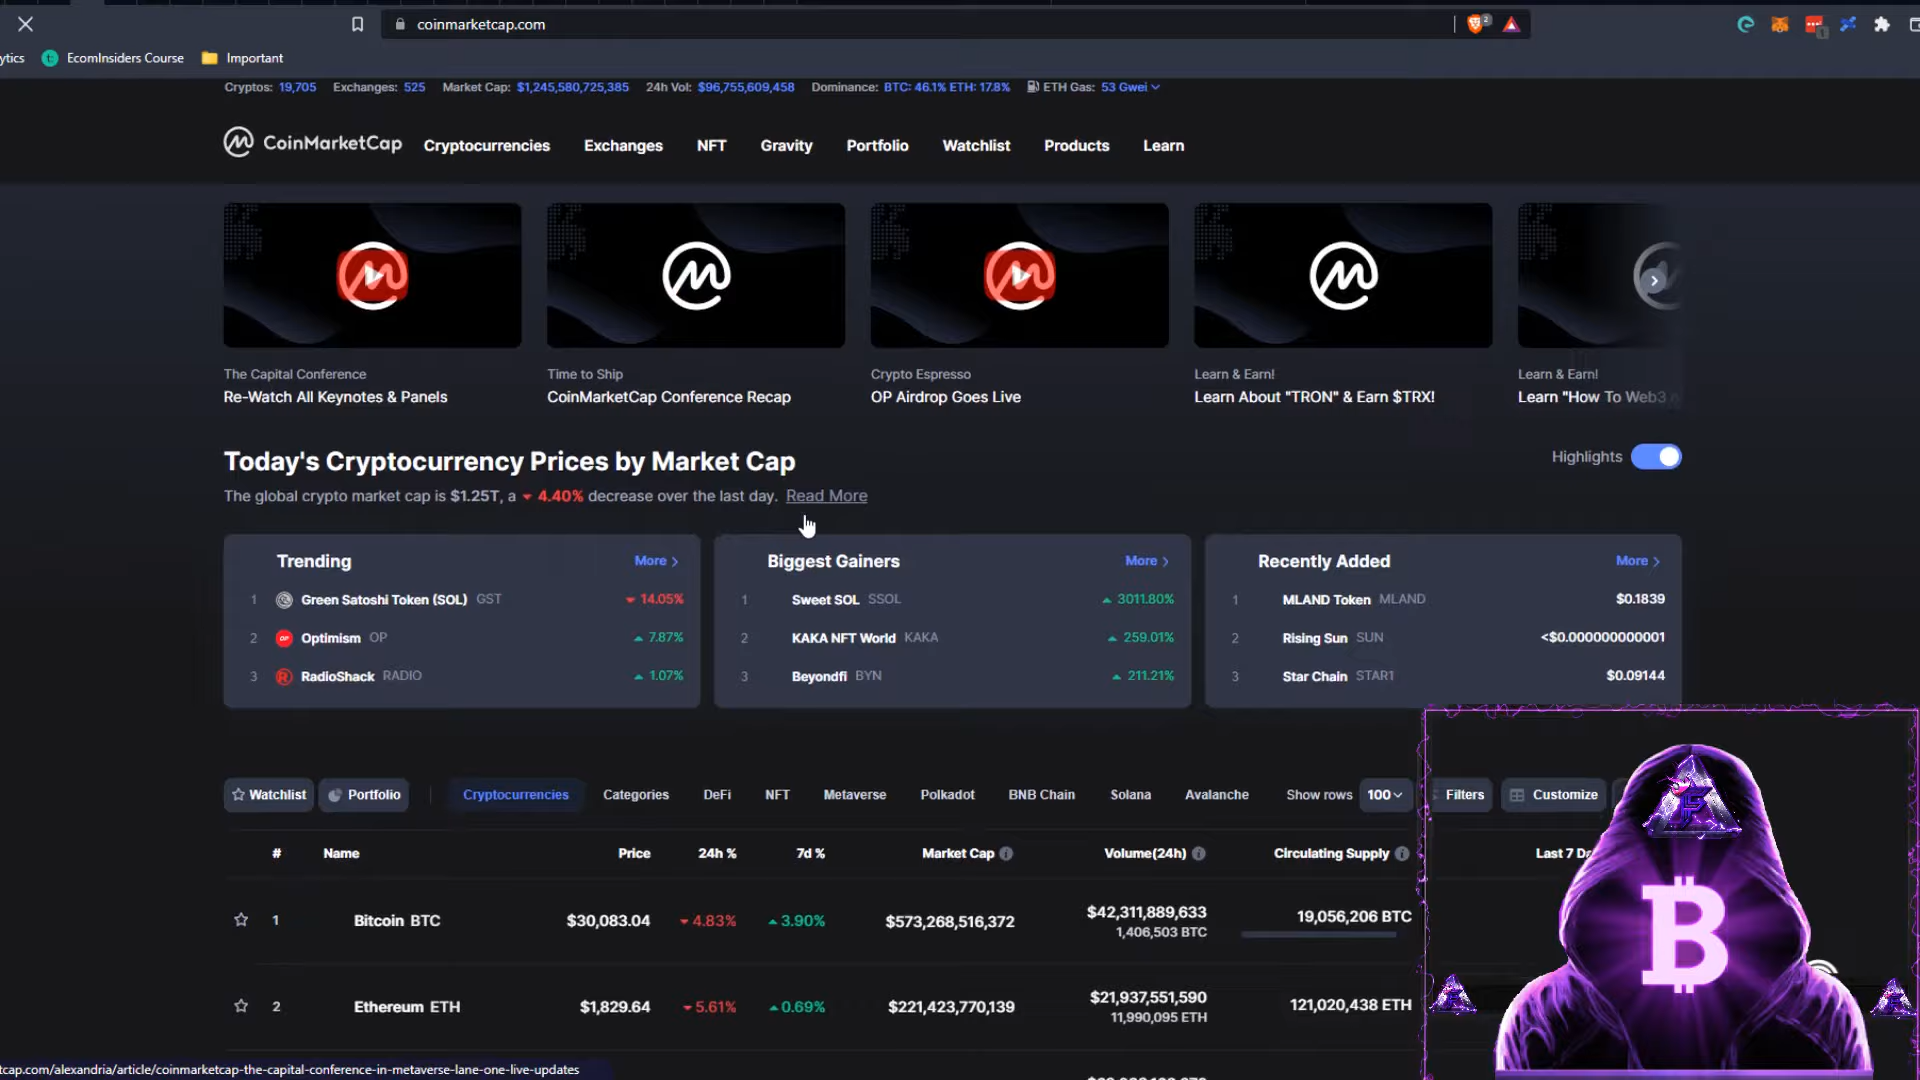 coinmarketcap.com
2
1
ytics
EcomInsiders Course
Important
Cryptos: 19,705 Exchanges: 525 Market Cap: $1,245,580,725,385 24h Vol: $96,755,609,458 Dominance: BTC: 46.1% ETH: 17.8% ETH Gas: 53 Gwei
CoinMarketCap Cryptocurrencies Exchanges NFT Gravity Portfolio Watchlist Products Learn
The Capital Conference
Re-Watch All Keynotes & Panels
Time to Ship
CoinMarketCap Conference Recap
Crypto Espresso
OP Airdrop Goes Live
Learn & Earn!
Learn About "TRON" & Earn $TRX!
Learn & Earn!
Learn "How To Web3
Today's Cryptocurrency Prices by Market Cap
Highlights
The global crypto market cap is $1.25T, a 4.40% decrease over the last day. Read More
Trending More
1 Green Satoshi Token (SOL) GST 14.05%
2 OP Optimism OP 7.87%
3 RadioShack RADIO 1.07%
Biggest Gainers More
1 Sweet SOL SSOL 3011.80%
2 KAKA NFT World KAKA 259.01%
3 Beyondfi BYN 211.21%
Recently Added More
1 MLAND Token MLAND $0.1839
2 Rising Sun SUN <$0.000000000001
3 Star Chain START $0.09144
Watchlist Portfolio Cryptocurrencies Categories DeFi NFT Metaverse Polkadot BNB Chain Solana Avalanche Show rows 100 Filters Customize
# Name Price 24h % 7d % Market Cap Volume(24h) Circulating Supply Last 7 Da
1 Bitcoin BTC $30,083.04 4.83% 3.90% $573,268,516,372 $42,311,889,633 19,056,206 BTC
1,406,503 BTC
2 Ethereum ETH $1,829.64 5.61% 0.69% $221,423,770,139 $21,937,551,590 121,020,438 ETH
11,990,095 ETH
tcap.com/alexandria/article/coinmarketcap-the-capital-conference-in-metaverse-lane-one-live-updates